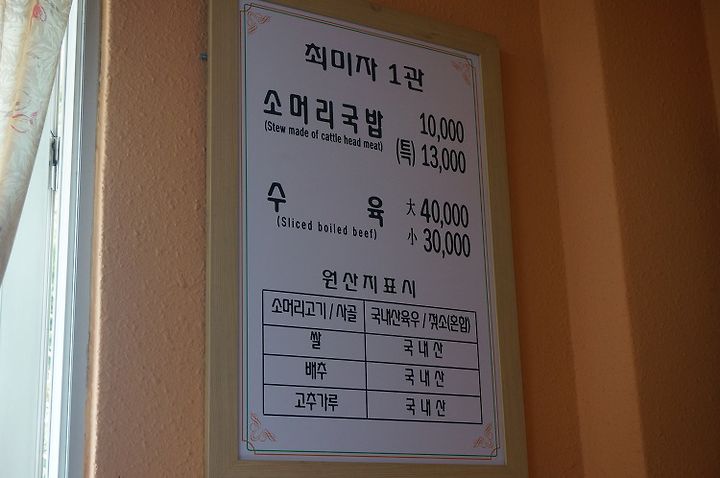 최미자 1관
소머리국밥 10,000
(Stew made of cattle head meat) (특) 13,000
수 육 大 40,000
(Sliced boiled beef) 小 30,000
원산지표시
소머리고기 / 사골 국내산육우 / 젖소(혼합)
쌀 국내산
배추 국내산
고추가루 국내산